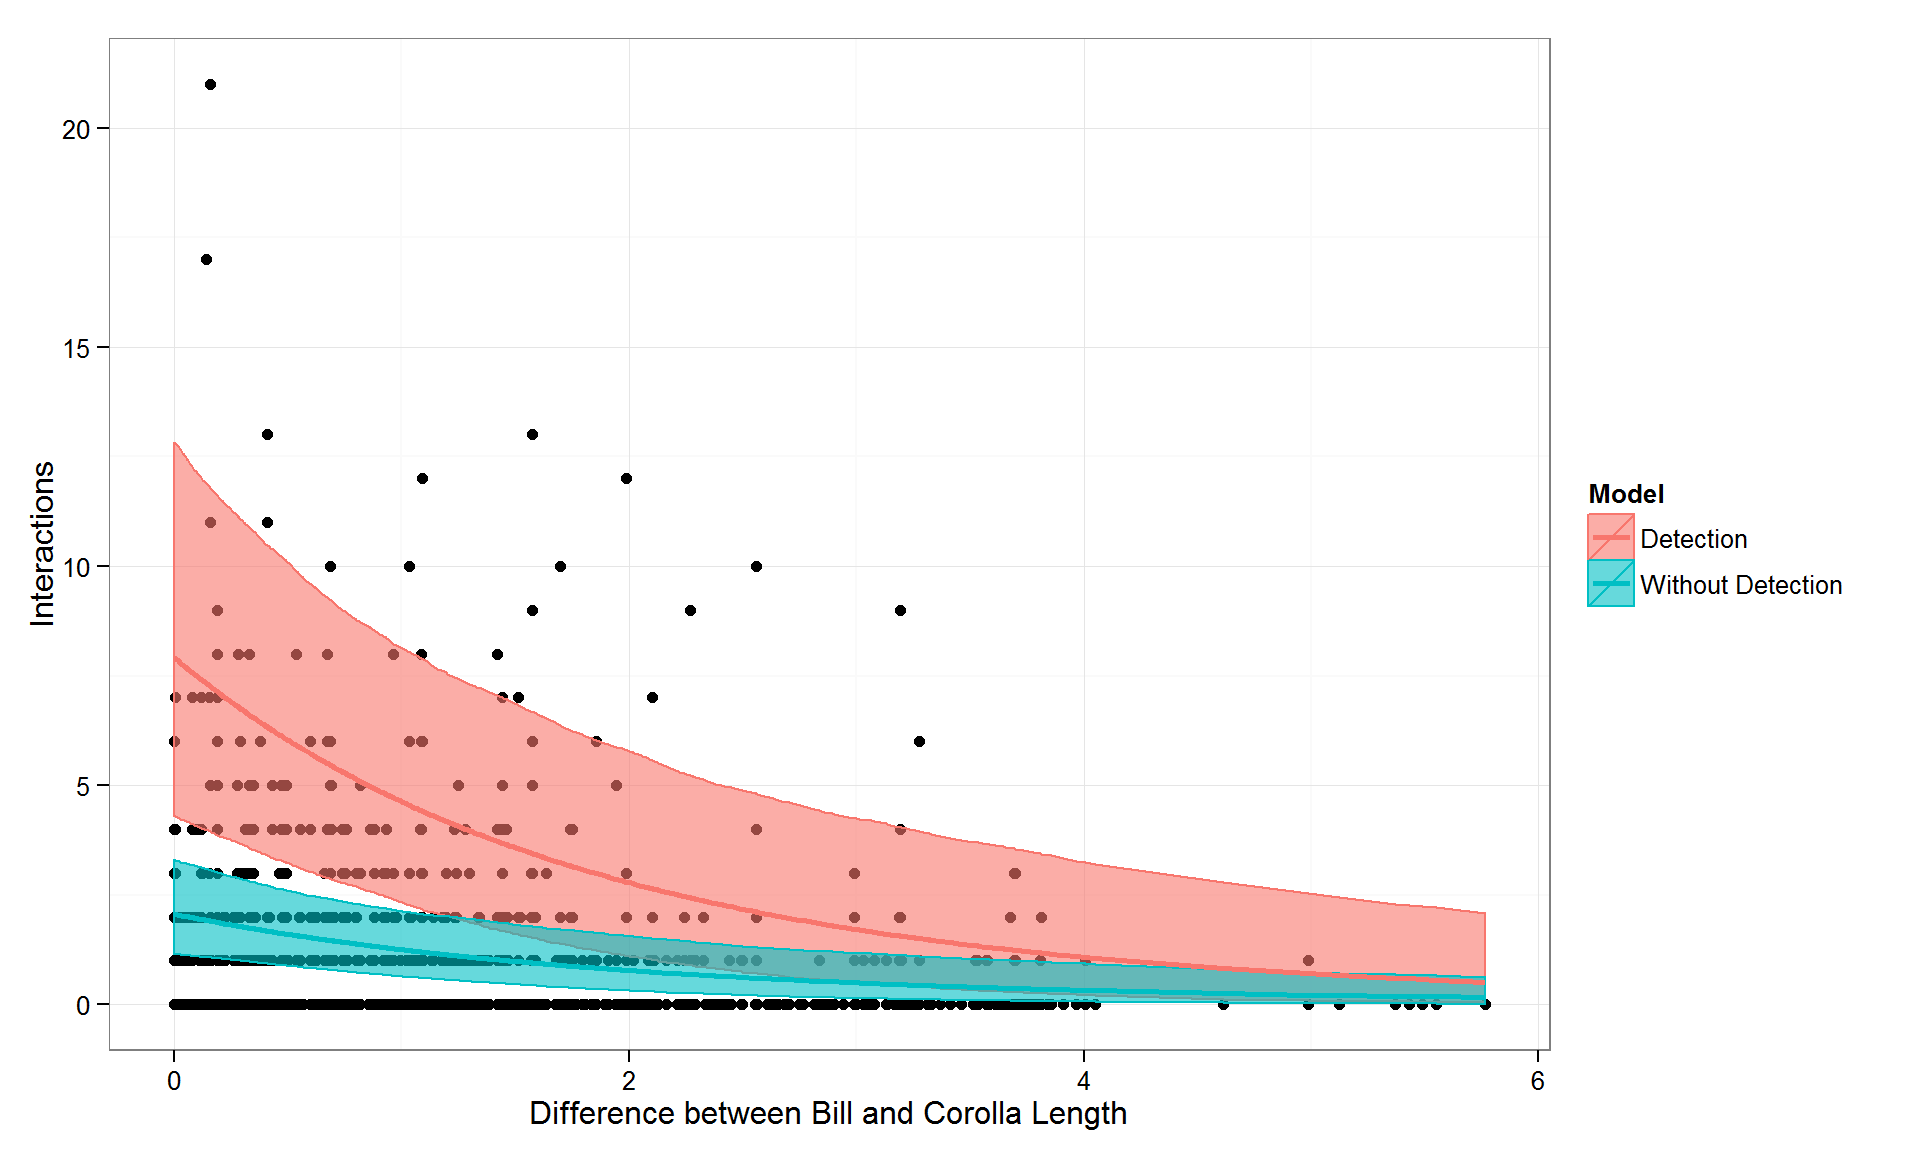 20
15
10
5
0
Interactions
0
2
4
6
Difference between Bill and Corolla Length
Model
Detection
Without Detection